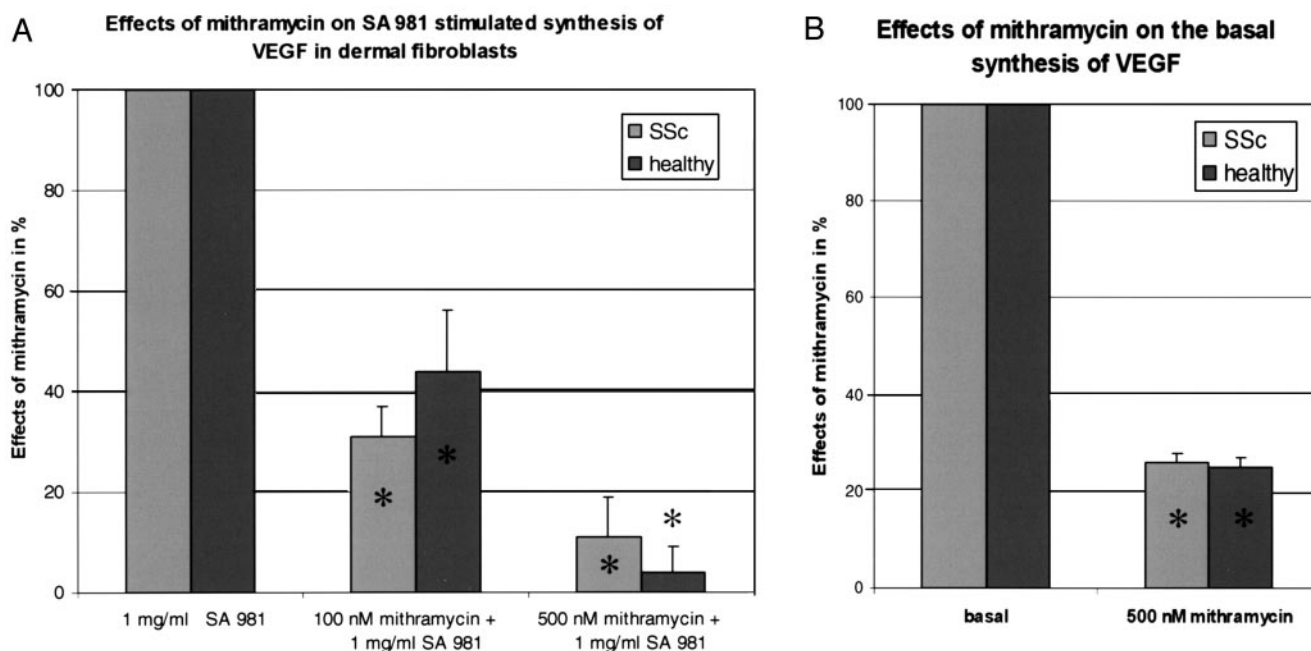 A
Effects of mithramycin on SA 981 stimulated synthesis of
VEGF in dermal fibroblasts
Effects of mithramycin in %
100
80
60
40
20
0
SSc
healthy
*
*
*
*
1 mg/ml SA 981
100 nM mithramycin +
1 mg/ml SA 981
500 nM mithramycin +
1 mg/ml SA 981
B
Effects of mithramycin on the basal
synthesis of VEGF
Effects of mithramycin in %
100
80
60
40
20
0
SSc
healthy
*
*
basal
500 nM mithramycin